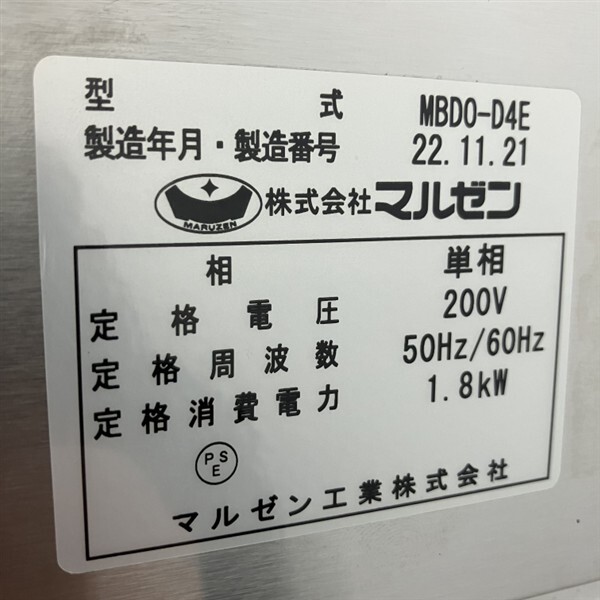 型 式 MBDO-D4E
製造年月・製造番号 22.11.21
MARUZEN 株式会社マルゼン
相 単相
定格電圧 200V
定格周波数 50Hz/60Hz
定格消費電力 1.8kW
PS
E
マルゼン工業株式会社